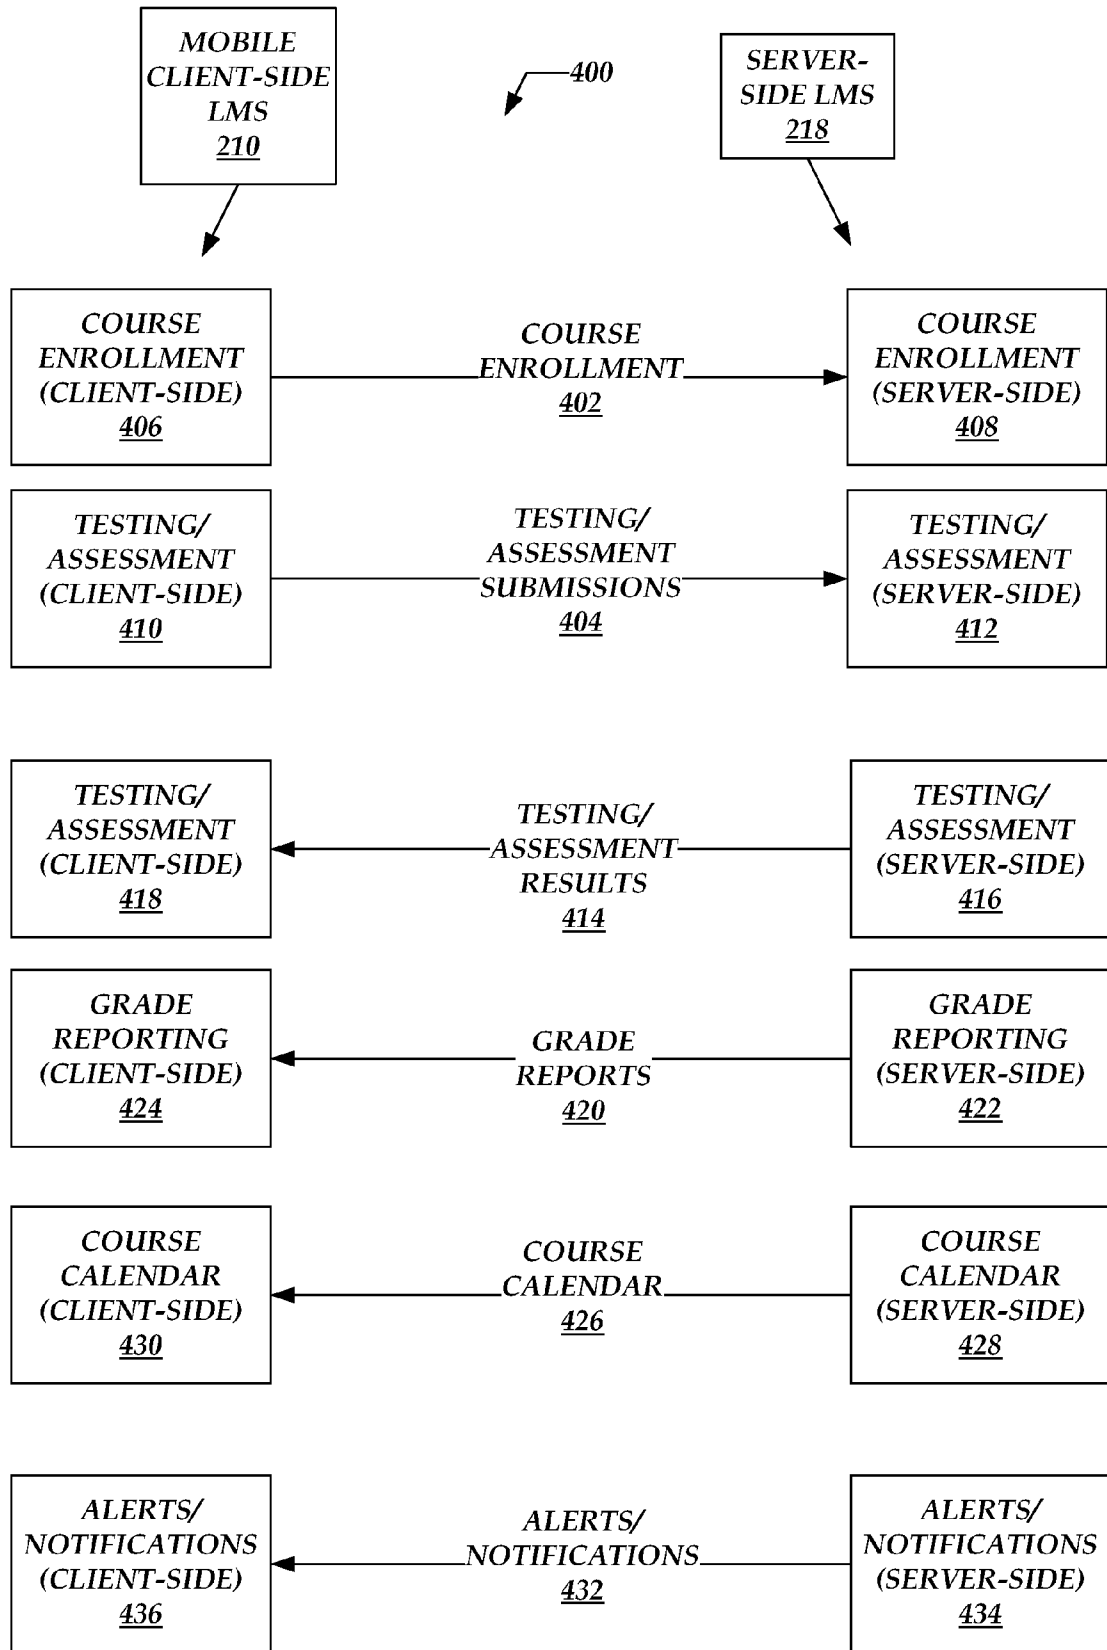 MOBILE
CLIENT-SIDE
LMS
210
400
SERVER-
SIDE LMS
218
COURSE
ENROLLMENT
(CLIENT-SIDE)
406
COURSE
ENROLLMENT
402
COURSE
ENROLLMENT
(SERVER-SIDE)
408
TESTING/
ASSESSMENT
(CLIENT-SIDE)
410
TESTING/
ASSESSMENT
SUBMISSIONS
404
TESTING/
ASSESSMENT
(SERVER-SIDE)
412
TESTING/
ASSESSMENT
(CLIENT-SIDE)
418
TESTING/
ASSESSMENT
RESULTS
414
TESTING/
ASSESSMENT
(SERVER-SIDE)
416
GRADE
REPORTING
(CLIENT-SIDE)
424
GRADE
REPORTS
420
GRADE
REPORTING
(SERVER-SIDE)
422
COURSE
CALENDAR
(CLIENT-SIDE)
430
COURSE
CALENDAR
426
COURSE
CALENDAR
(SERVER-SIDE)
428
ALERTS/
NOTIFICATIONS
(CLIENT-SIDE)
436
ALERTS/
NOTIFICATIONS
432
ALERTS/
NOTIFICATIONS
(SERVER-SIDE)
434